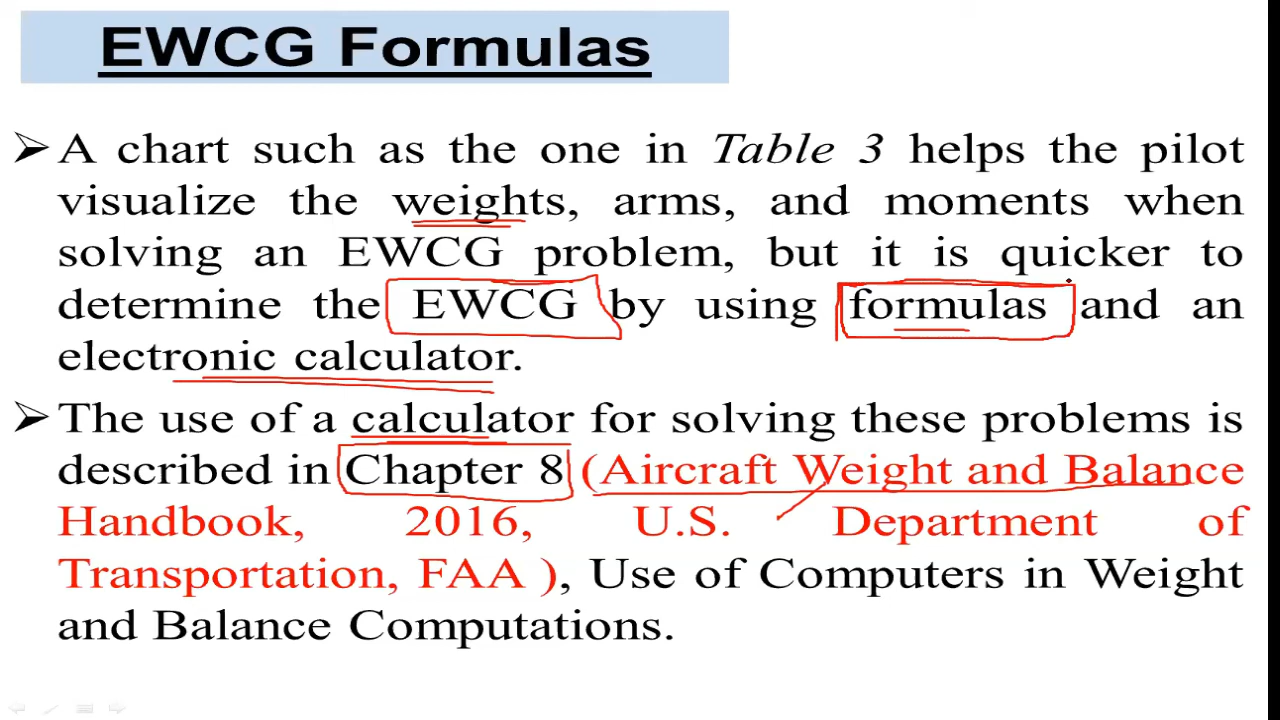 EWCG Formulas
➢ A chart such as the one in Table 3 helps the pilot
visualize the weights, arms, and moments when
solving an EWCG problem, but it is quicker to
determine the EWCG by using formulas and an
electronic calculator.
➢ The use of a calculator for solving these problems is
described in Chapter 8 (Aircraft Weight and Balance
Handbook, 2016, U.S. Department of
Transportation, FAA ), Use of Computers in Weight
and Balance Computations.